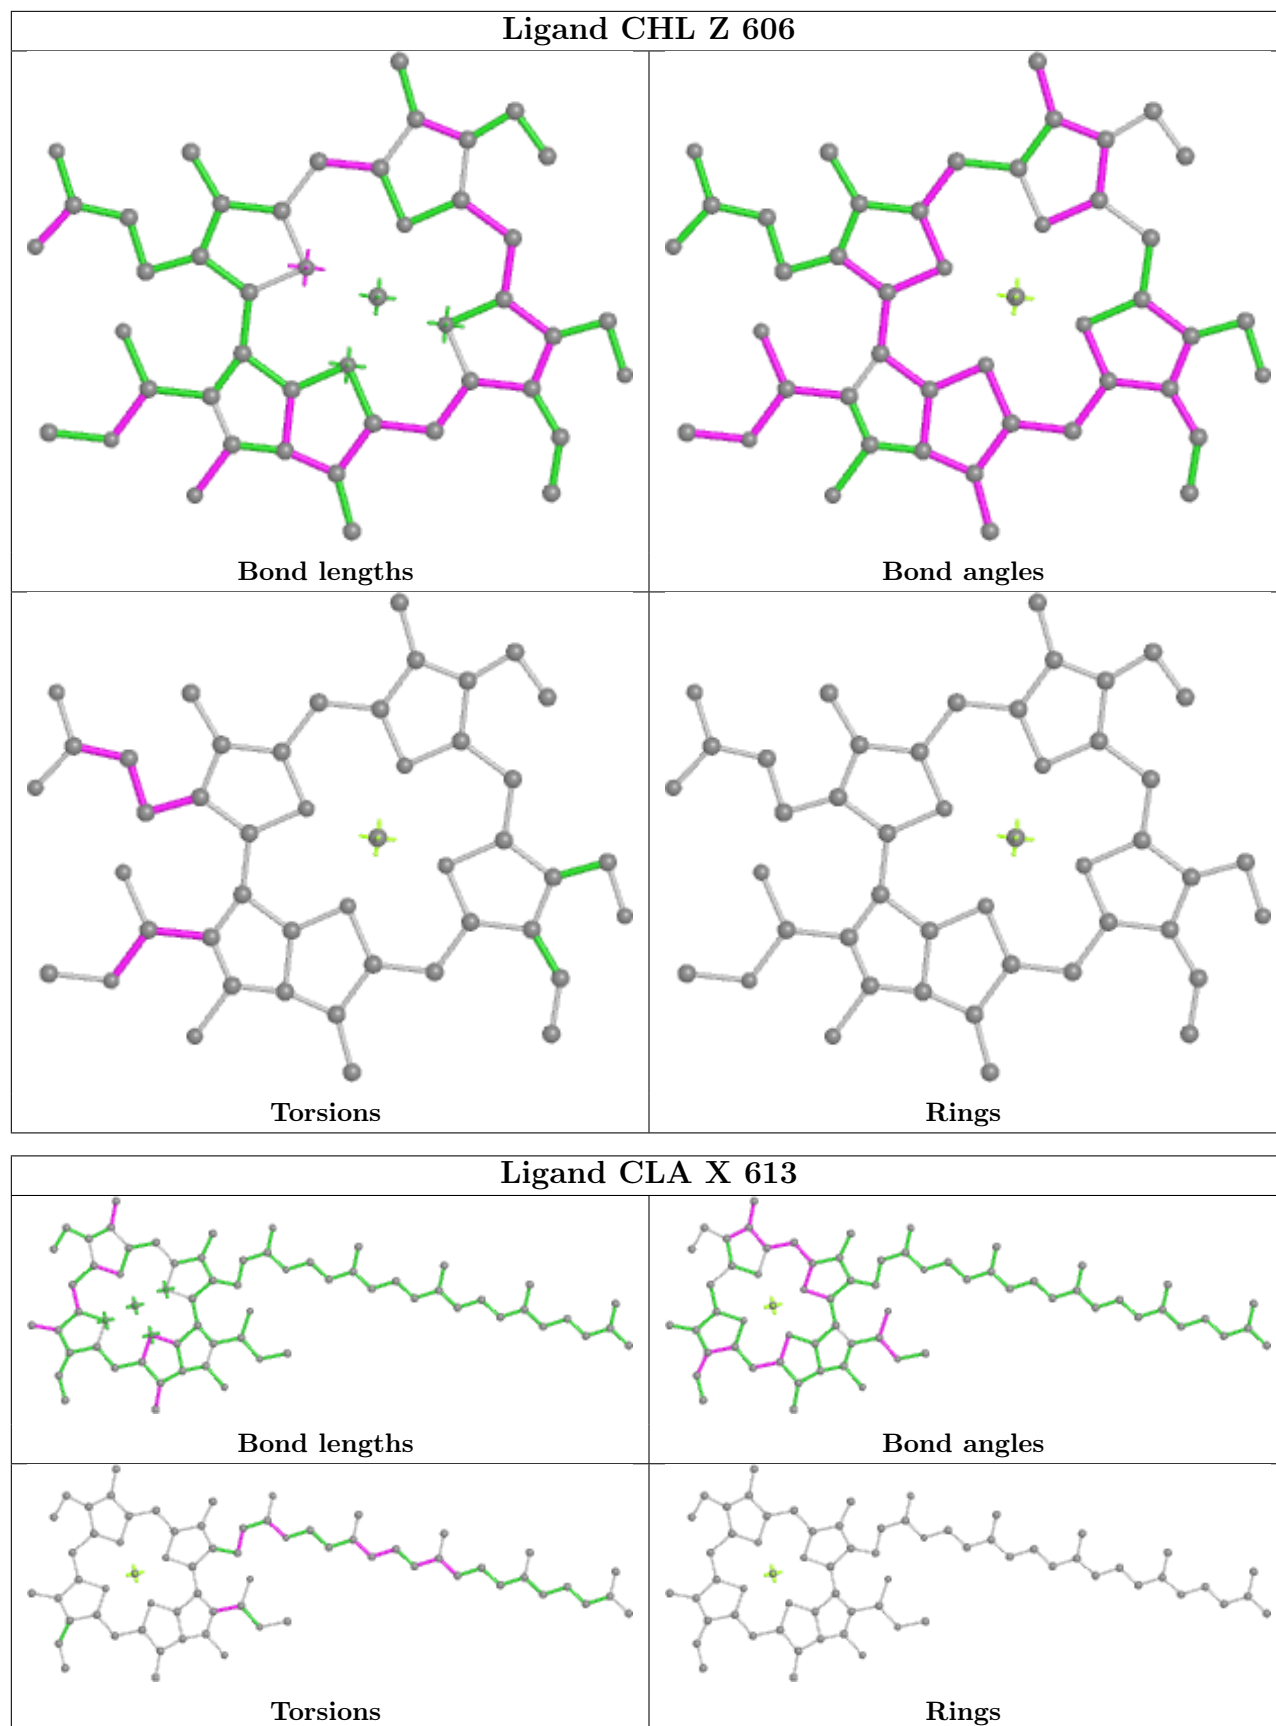 Ligand CHL Z 606
Bond lengths
Bond angles
Torsions
Rings
Ligand CLA X 613
Bond lengths
Bond angles
Torsions
Rings